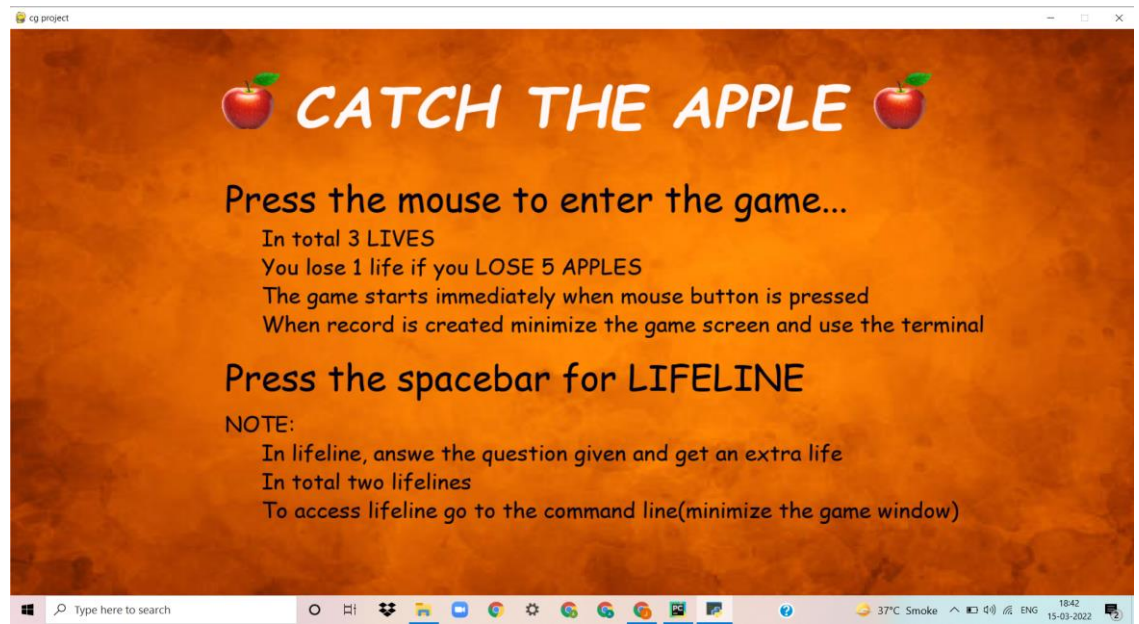 cg project
CATCH THE APPLE
Press the mouse to enter the game...
In total 3 LIVES
You lose 1 life if you LOSE 5 APPLES
The game starts immediately when mouse button is pressed
When record is created minimize the game screen and use the terminal
Press the spacebar for LIFELINE
NOTE:
In lifeline, answe the question given and get an extra life
In total two lifelines
To access lifeline go to the command line(minimize the game window)
Type here to search
PC
37°C Smoke
ENG
18:42
15-03-2022
2